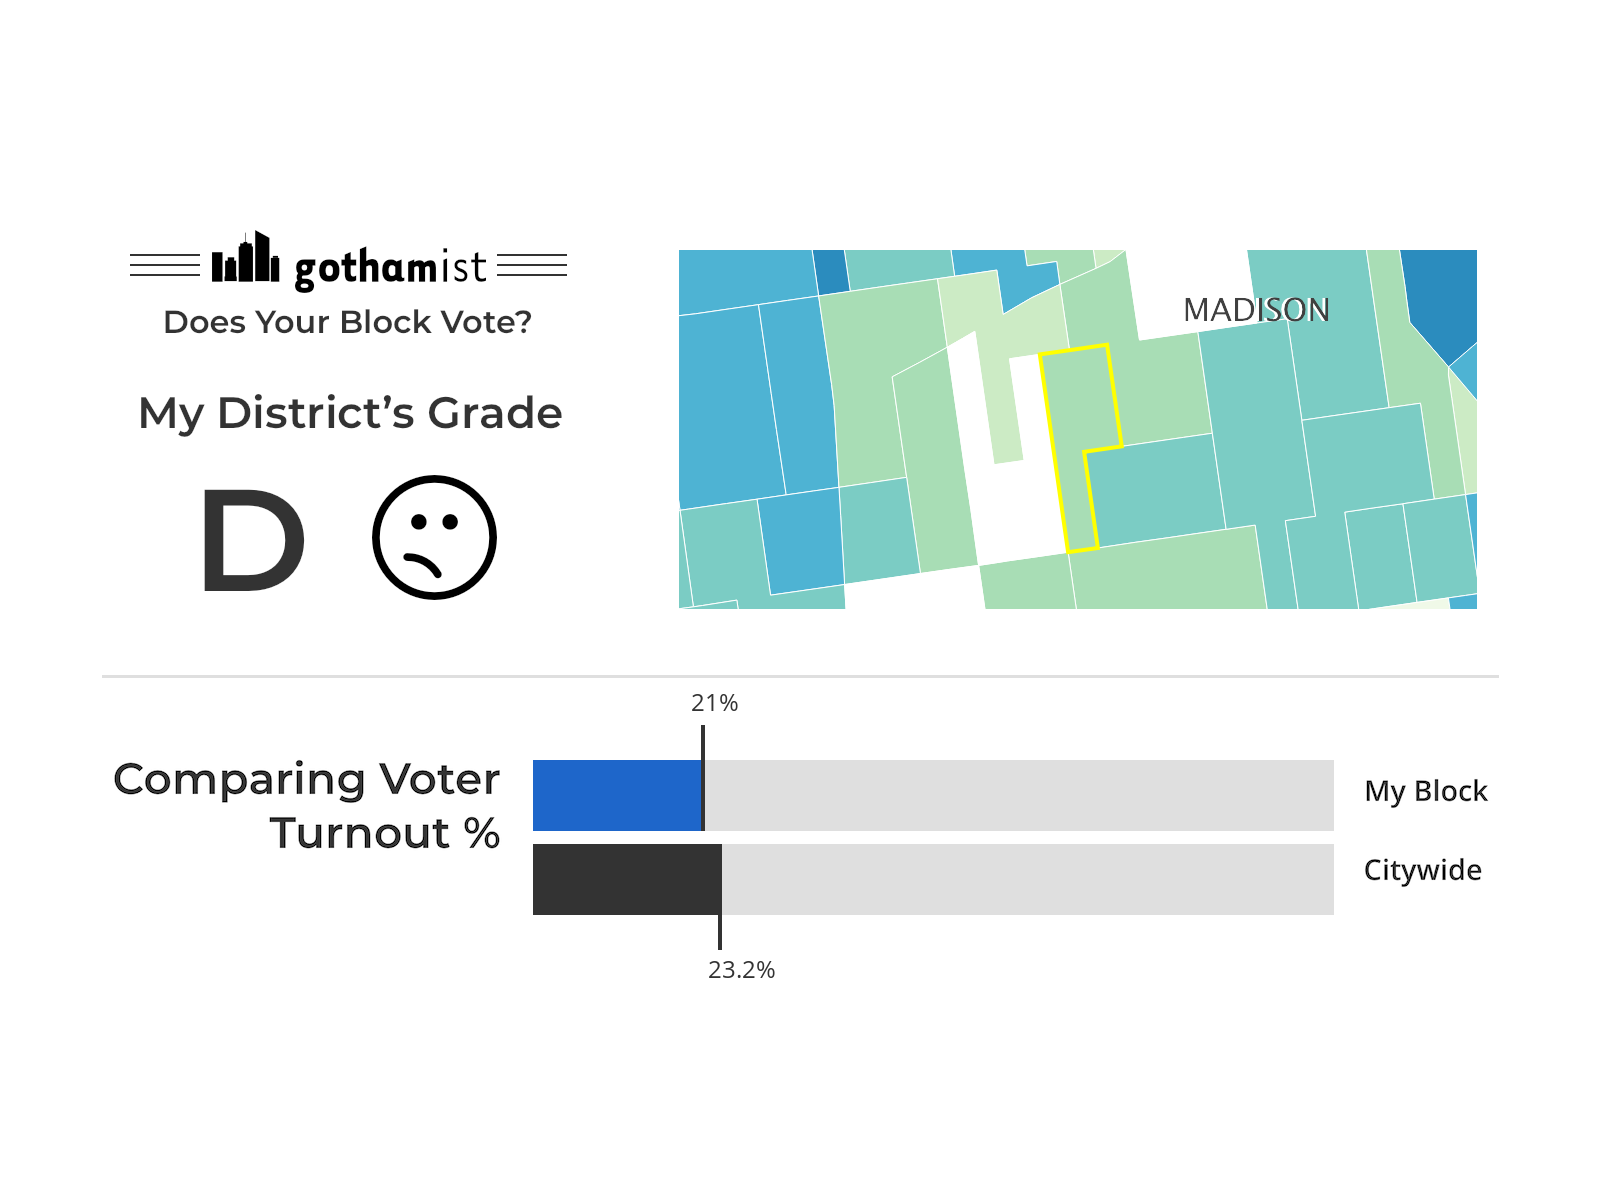 gothamist
Does Your Block Vote?
My District’s Grade
D
MADISON
21%
Comparing Voter
Turnout %
My Block
Citywide
23.2%